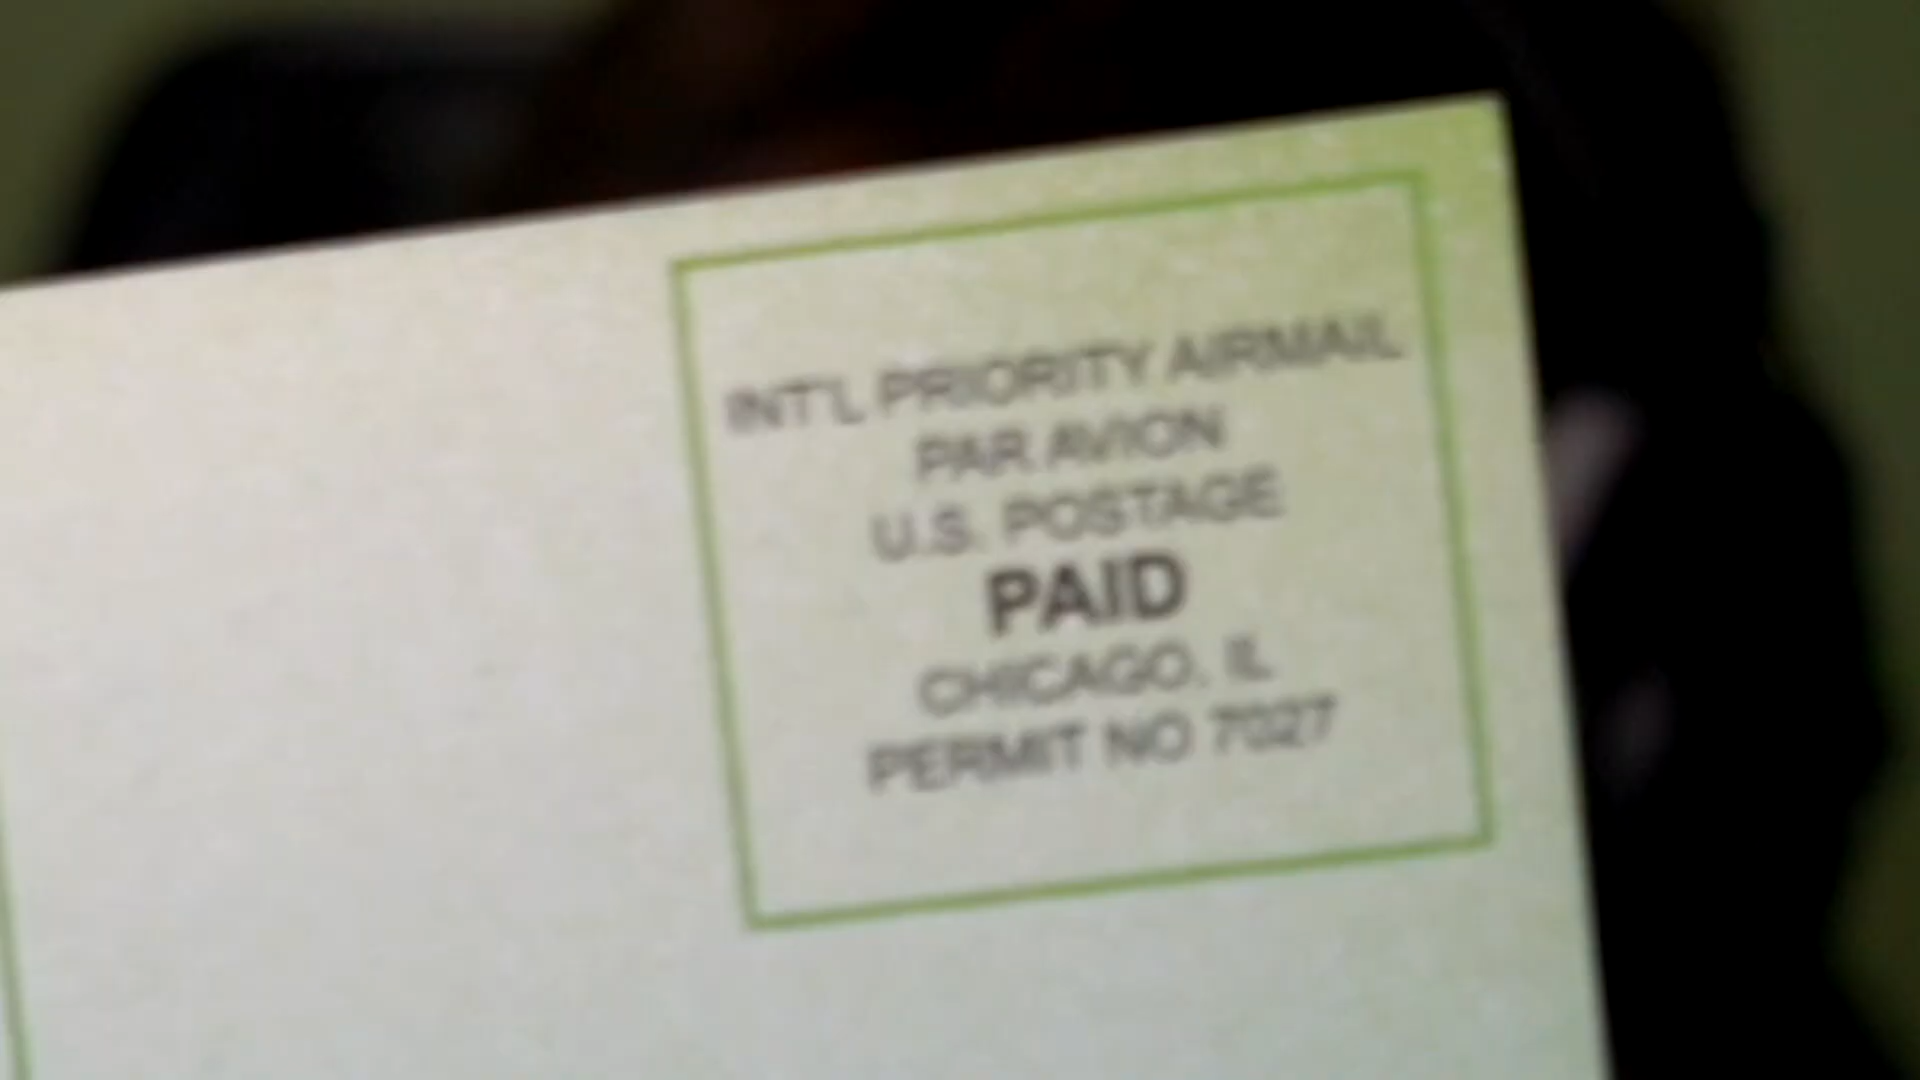 INT'L PRIORITY AIRMAIL
PAR AVION
U.S. POSTAGE
PAID
CHICAGO, IL
PERMIT NO 7027